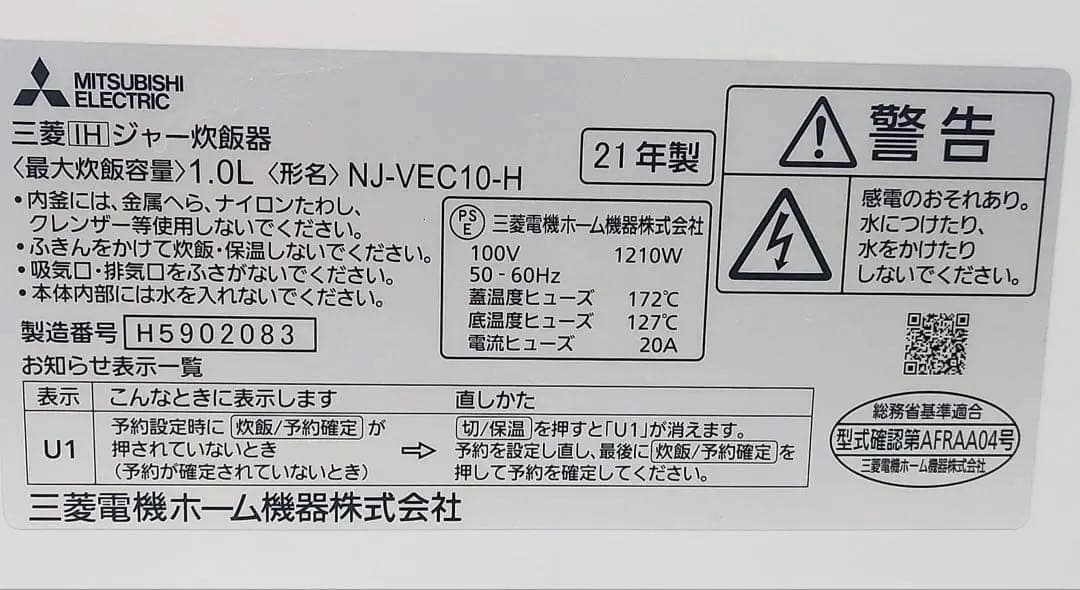 MITSUBISHI
ELECTRIC
三菱IHジャー炊飯器
〈最大炊飯容量〉1.0L 〈形名〉 NJ-VEC10-H
21年製
・内釜には、金属へら、ナイロンたわし、
クレンザー等使用しないでください。
・ふきんをかけて炊飯・保温しないでください。
・吸気口・排気口をふさがないでください。
・本体内部には水を入れないでください。
製造番号 H5902083
PS
E 三菱電機ホーム機器株式会社
100V 1210W
50-60Hz
蓋温度ヒューズ 172℃
底温度ヒューズ 127℃
電流ヒューズ 20A
警告
感電のおそれあり。
水につけたり、
水をかけたり
しないでください。
お知らせ表示一覧
表示 こんなときに表示します 直しかた
U1
予約設定時に 炊飯/予約確定 が
押されていないとき
(予約が確定されていないとき)
⇨
切/保温 を押すと「U1」が消えます。
予約を設定し直し、最後に 炊飯/予約確定 を
押して予約を確定してください。
総務省基準適合
型式確認第AFRAA04号
三菱電機ホーム機器株式会社
三菱電機ホーム機器株式会社